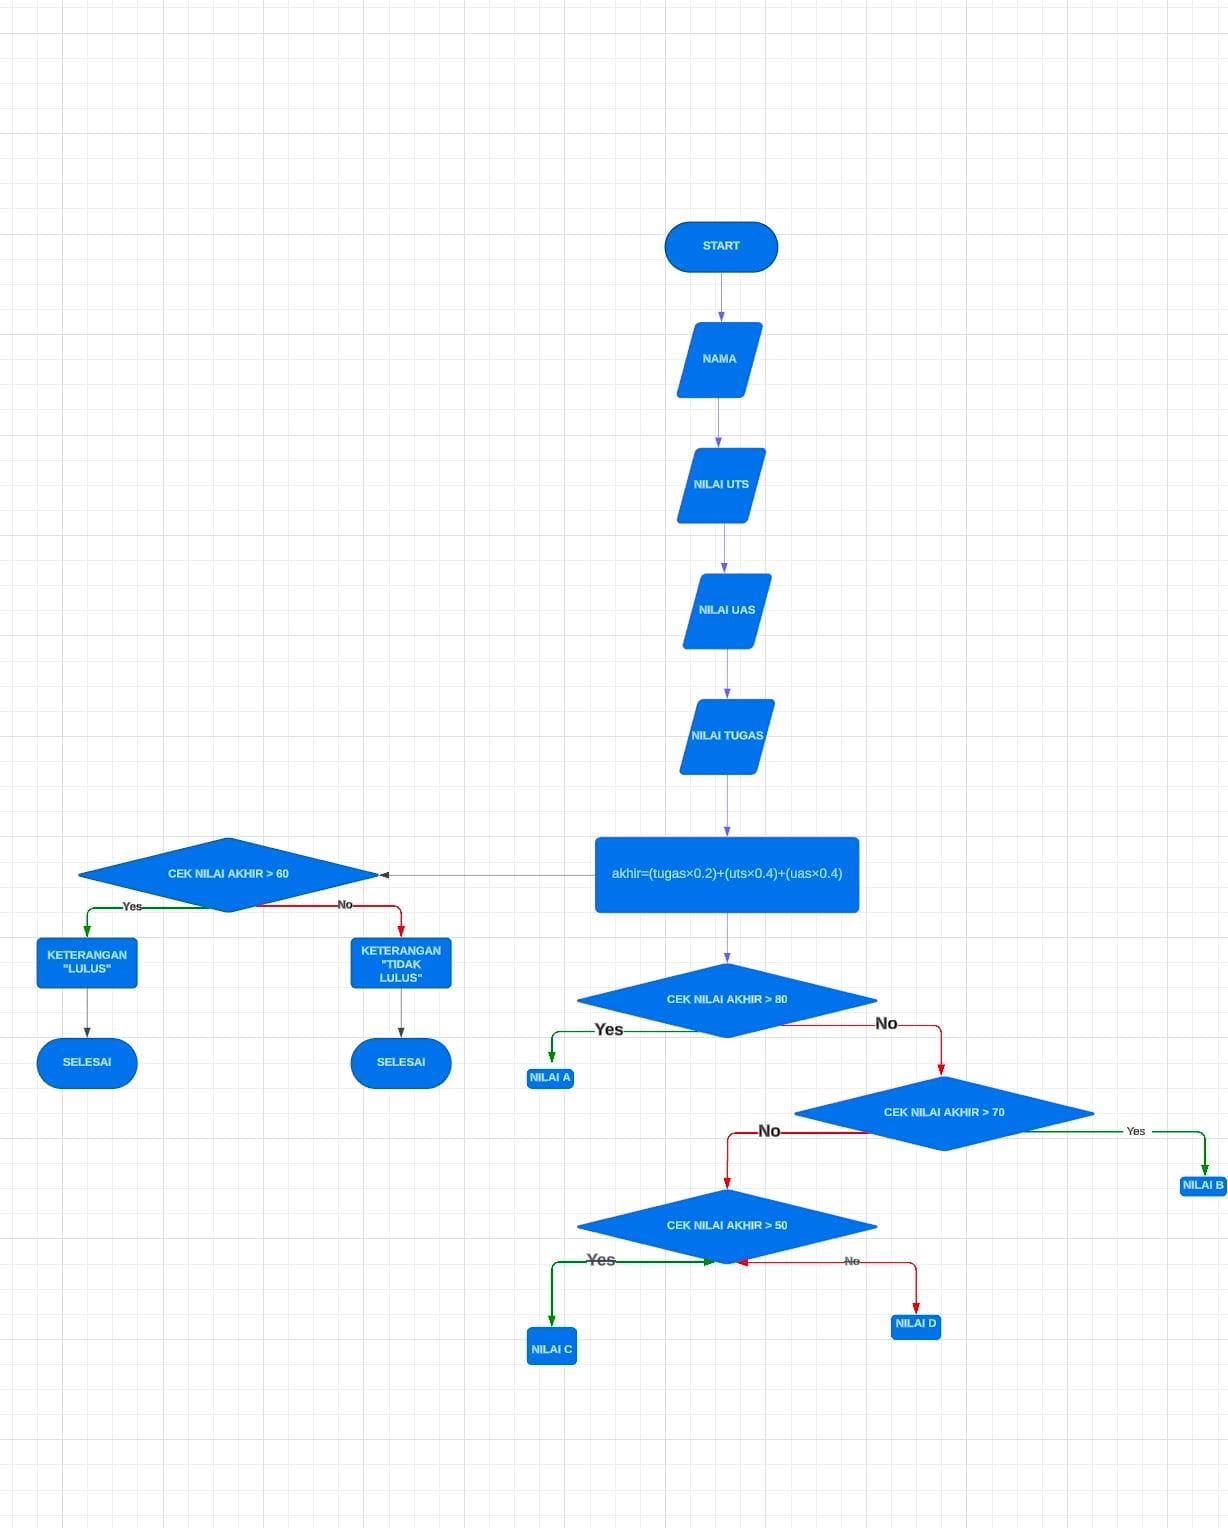 START
NAMA
NILAI UTS
NILAI UAS
NILAI TUGAS
akhir=(tugas×0.2)+(uts×0.4)+(uas×0.4)
CEK NILAI AKHIR > 60
Yes
No
KETERANGAN
"LULUS"
KETERANGAN
"TIDAK
LULUS"
SELESAI
SELESAI
CEK NILAI AKHIR > 80
Yes
No
NILAI A
CEK NILAI AKHIR > 70
No
Yes
NILAI B
CEK NILAI AKHIR > 50
Yes
No
NILAI C
NILAI D